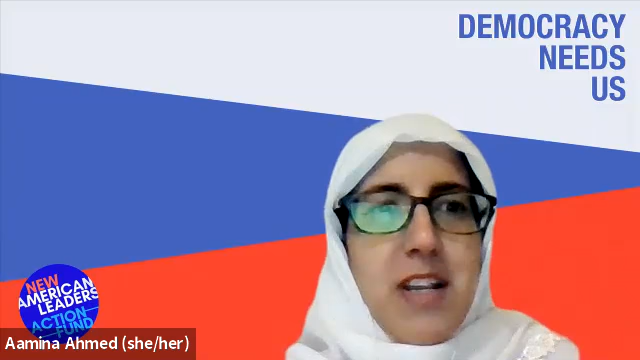 DEMOCRACY
NEEDS
US
NEW
AMERICAN
LEADERS
ACTION
FUND
Aamina Ahmed (she/her)